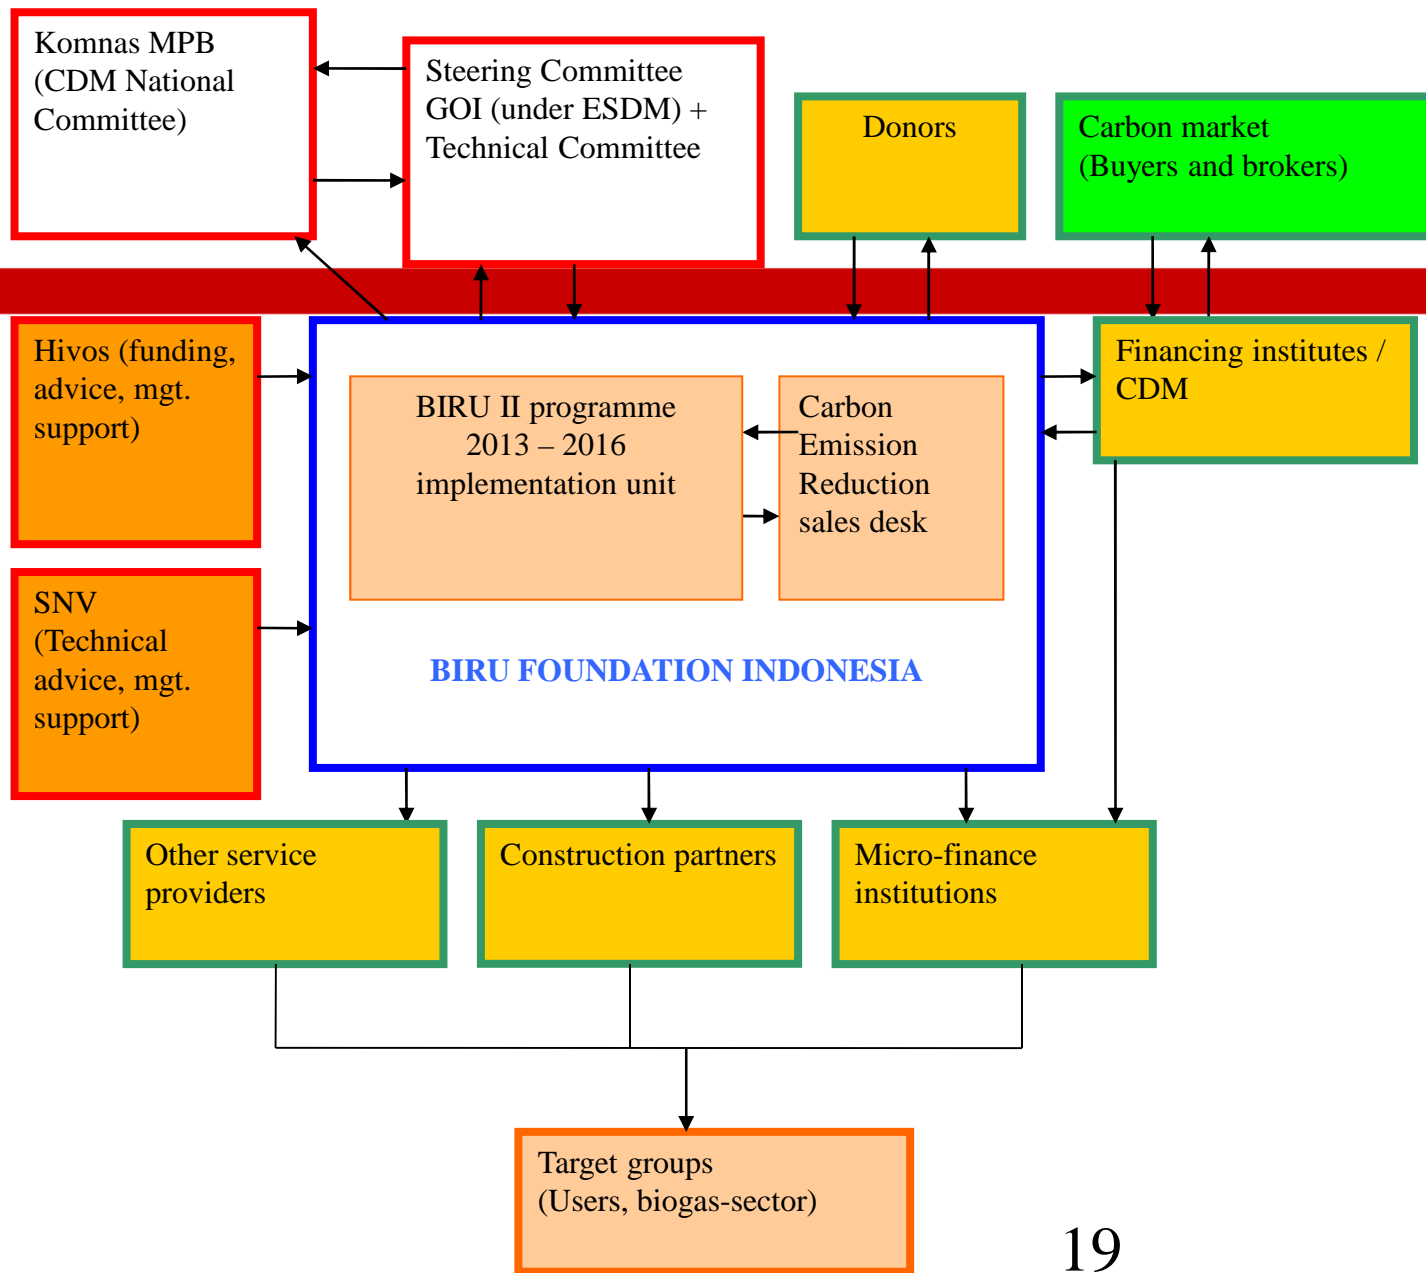 Komnas MPB
(CDM National
Committee)
Steering Committee
GOI (under ESDM) +
Technical Committee
Donors
Carbon market
(Buyers and brokers)
Hivos (funding,
advice, mgt.
support)
BIRU II programme
2013 – 2016
implementation unit
Carbon
Emission
Reduction
sales desk
Financing institutes /
CDM
SNV
(Technical
advice, mgt.
support)
BIRU FOUNDATION INDONESIA
Other service
providers
Construction partners
Micro-finance
institutions
Target groups
(Users, biogas-sector)
19